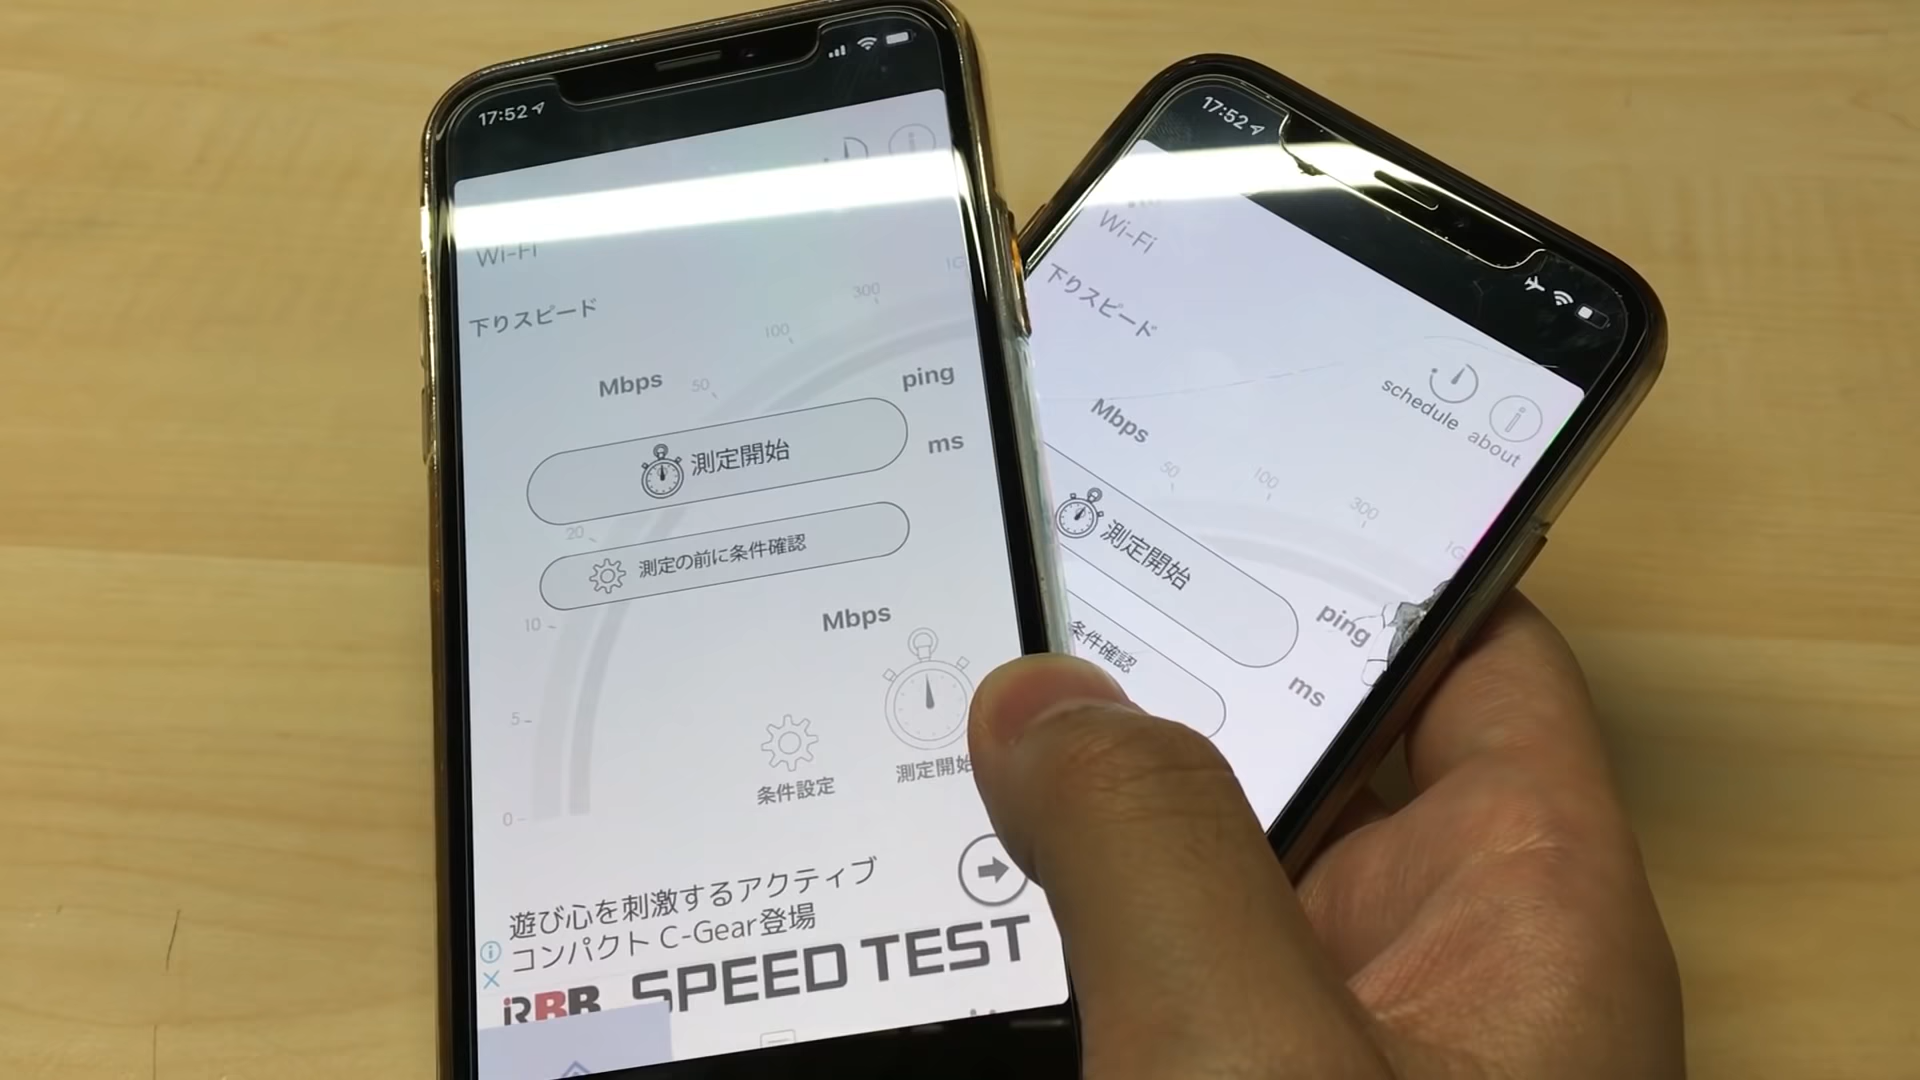 17:52
Wi-Fi
下りスピード
300
100
50
Mbps
ping
測定開始
ms
20
測定の前に条件確認
10
Mbps
5
条件設定
測定開始
0
遊び心を刺激するアクティブ
コンパクト C-Gear登場
iRBB SPEED TEST
17:52
Wi-Fi
下りスピード
schedule
about
Mbps
50
100
300
1G
測定開始
ping
条件確認
ms